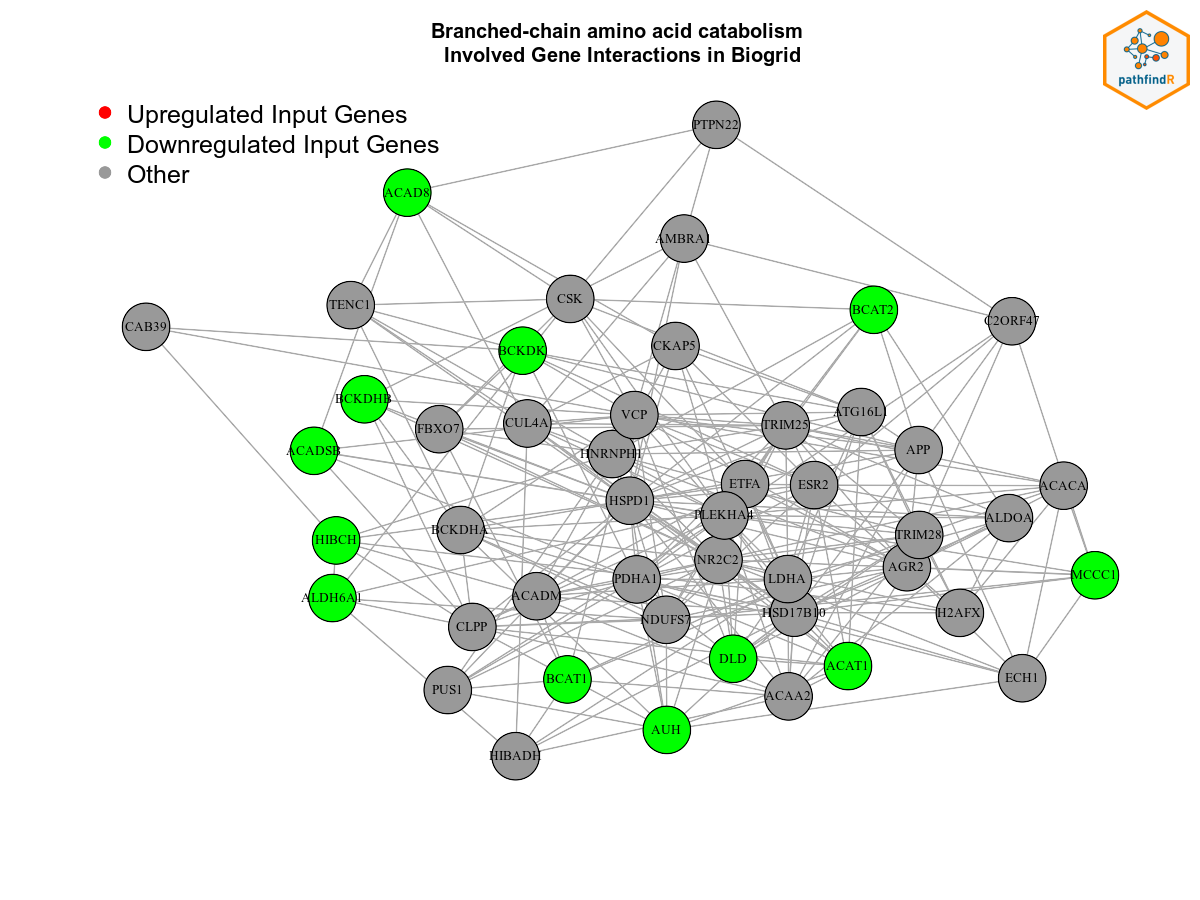 Branched-chain amino acid catabolism
Involved Gene Interactions in Biogrid
pathfindR
Upregulated Input Genes
Downregulated Input Genes
Other
PTPN22
ACAD8
AMBRA1
TENC1
CSK
BCAT2
C2ORF47
CAB39
BCKDK
CKAP5
BCKDHB
VCP
ATG16L1
FBXO7
CUL4A
TRIM25
ACADSB
HNRNPH1
APP
ETFA
ESR2
ACACA
HSPD1
PLEKHA4
ALDOA
BCKDHA
TRIM28
HIBCH
NR2C2
AGR2
MCCC1
PDHA1
LDHA
ALDH6A1
ACADM
HSD17B10
H2AFX
CLPP
NDUFS7
DLD
ACAT1
BCAT1
ECH1
PUS1
ACAA2
AUH
HIBADH